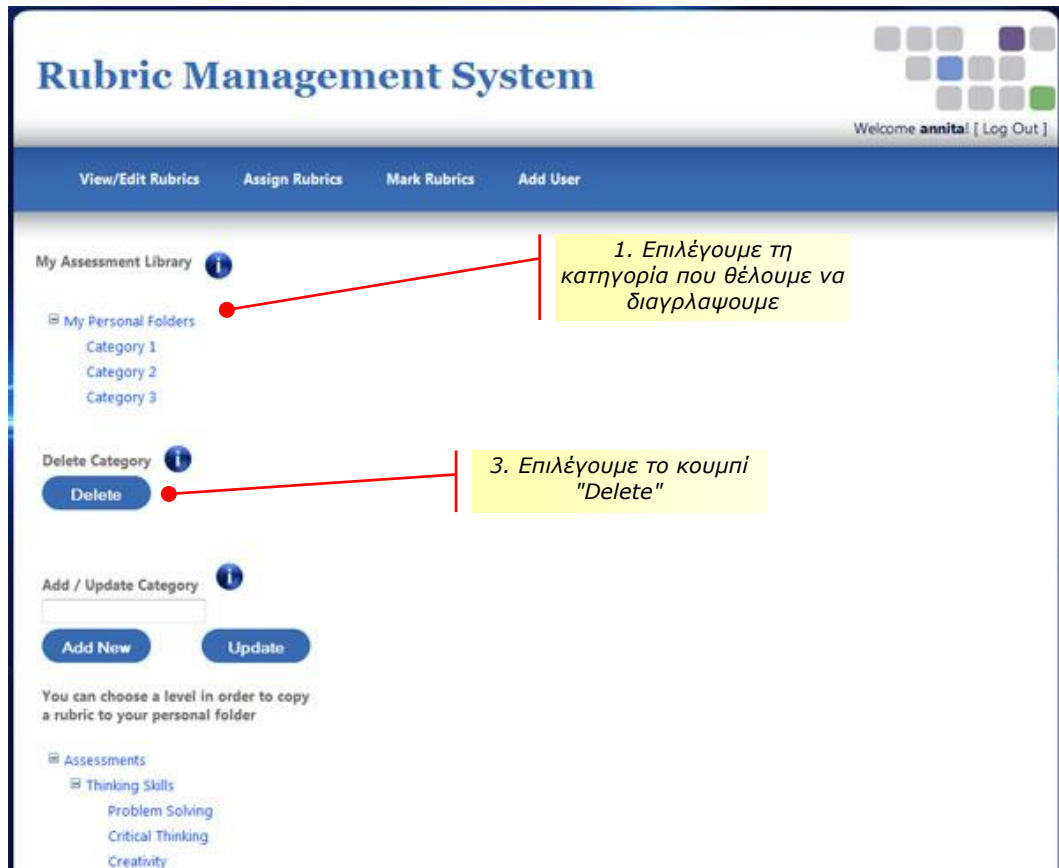 Rubric Management System
Welcome annita! [ Log Out ]
View/Edit Rubrics Assign Rubrics Mark Rubrics Add User
My Assessment Library
1. Επιλέγουμε τη
κατηγορία που θέλουμε να
διαγρλαψουμε
My Personal Folders
Category 1
Category 2
Category 3
Delete Category
3. Επιλέγουμε το κουμπί
"Delete"
Delete
Add / Update Category
Add New Update
You can choose a level in order to copy
a rubric to your personal folder
Assessments
Thinking Skills
Problem Solving
Critical Thinking
Creativity